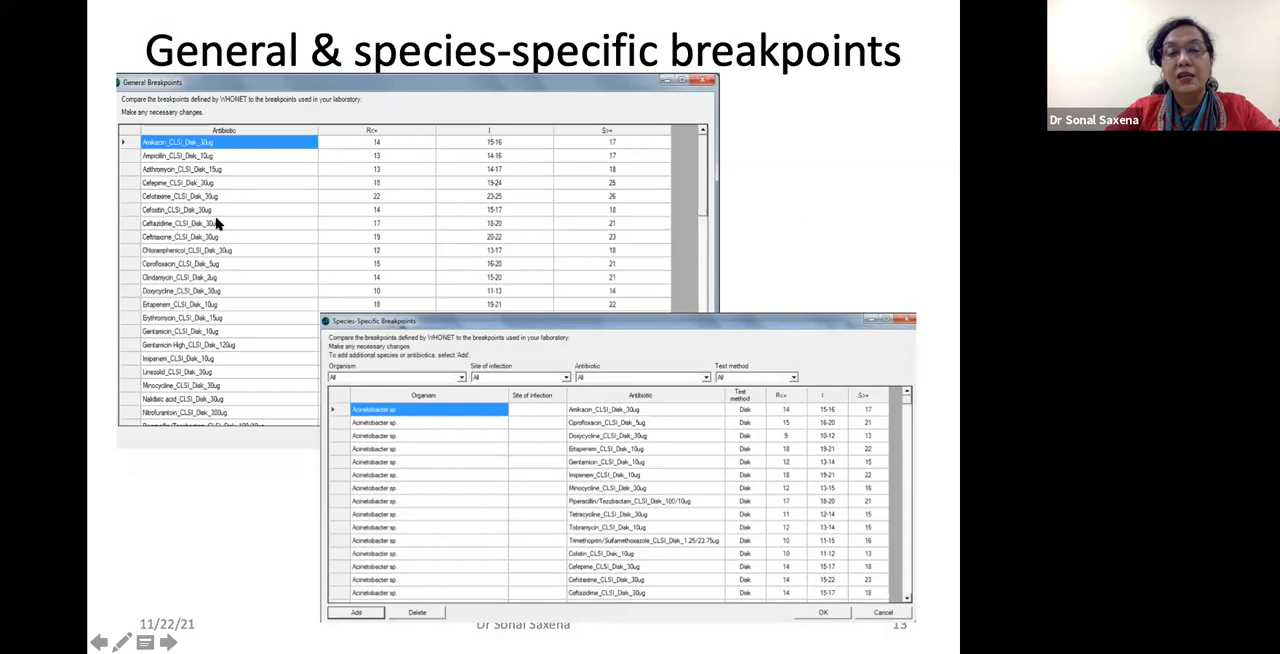 General & species-specific breakpoints
General Breakpoints
Compare the breakpoints defined by WHONET to the breakpoints used in your laboratory.
Make any necessary changes.
Antibiotic R<= I S>=
Amikacin_CLSI_Disk_30ug 14 15-16 17
Ampicillin_CLSI_Disk_10ug 13 14-16 17
Azithromycin_CLSI_Disk_15ug 13 14-17 18
Cefepime_CLSI_Disk_30ug 18 19-24 25
Cefotaxime_CLSI_Disk_30ug 22 23-25 26
Cefoxitin_CLSI_Disk_30ug 14 15-17 18
Ceftazidime_CLSI_Disk_30ug 17 18-20 21
Ceftriaxone_CLSI_Disk_30ug 19 20-22 23
Chloramphenicol_CLSI_Disk_30ug 12 13-17 18
Ciprofloxacin_CLSI_Disk_5ug 15 16-20 21
Clindamycin_CLSI_Disk_2ug 14 15-20 21
Doxycycline_CLSI_Disk_30ug 10 11-13 14
Ertapenem_CLSI_Disk_10ug 18 19-21 22
Erythromycin_CLSI_Disk_15ug
Gentamicin_CLSI_Disk_10ug
Gentamicin-High_CLSI_Disk_120ug
Imipenem_CLSI_Disk_10ug
Linezolid_CLSI_Disk_30ug
Minocycline_CLSI_Disk_30ug
Nalidixic acid_CLSI_Disk_30ug
Nitrofurantoin_CLSI_Disk_300ug
Species-Specific Breakpoints
Compare the breakpoints defined by WHONET to the breakpoints used in your laboratory.
Make any necessary changes.
To add additional species or antibiotics, select 'Add'.
Organism Site of infection Antibiotic Test method
All All All All
Organism Site of infection Antibiotic Test method R<= I S>=
Acinetobacter sp. Amikacin_CLSI_Disk_30ug Disk 14 15-16 17
Acinetobacter sp. Ciprofloxacin_CLSI_Disk_5ug Disk 15 16-20 21
Acinetobacter sp. Doxycycline_CLSI_Disk_30ug Disk 9 10-12 13
Acinetobacter sp. Ertapenem_CLSI_Disk_10ug Disk 18 19-21 22
Acinetobacter sp. Gentamicin_CLSI_Disk_10ug Disk 12 13-14 15
Acinetobacter sp. Imipenem_CLSI_Disk_10ug Disk 18 19-21 22
Acinetobacter sp. Minocycline_CLSI_Disk_30ug Disk 12 13-15 16
Acinetobacter sp. Piperacillin/Tazobactam_CLSI_Disk_100/10ug Disk 17 18-20 21
Acinetobacter sp. Tetracycline_CLSI_Disk_30ug Disk 11 12-14 15
Acinetobacter sp. Tobramycin_CLSI_Disk_10ug Disk 12 13-14 15
Acinetobacter sp. Trimethoprim/Sulfamethoxazole_CLSI_Disk_1.25/23.75ug Disk 10 11-15 16
Acinetobacter sp. Colistin_CLSI_Disk_10ug Disk 10 11-12 13
Acinetobacter sp. Cefepime_CLSI_Disk_30ug Disk 14 15-17 18
Acinetobacter sp. Cefotaxime_CLSI_Disk_30ug Disk 14 15-22 23
Acinetobacter sp. Ceftazidime_CLSI_Disk_30ug Disk 14 15-17 18
Add Delete OK Cancel
11/22/21 Dr Sonal Saxena 13
Dr Sonal Saxena